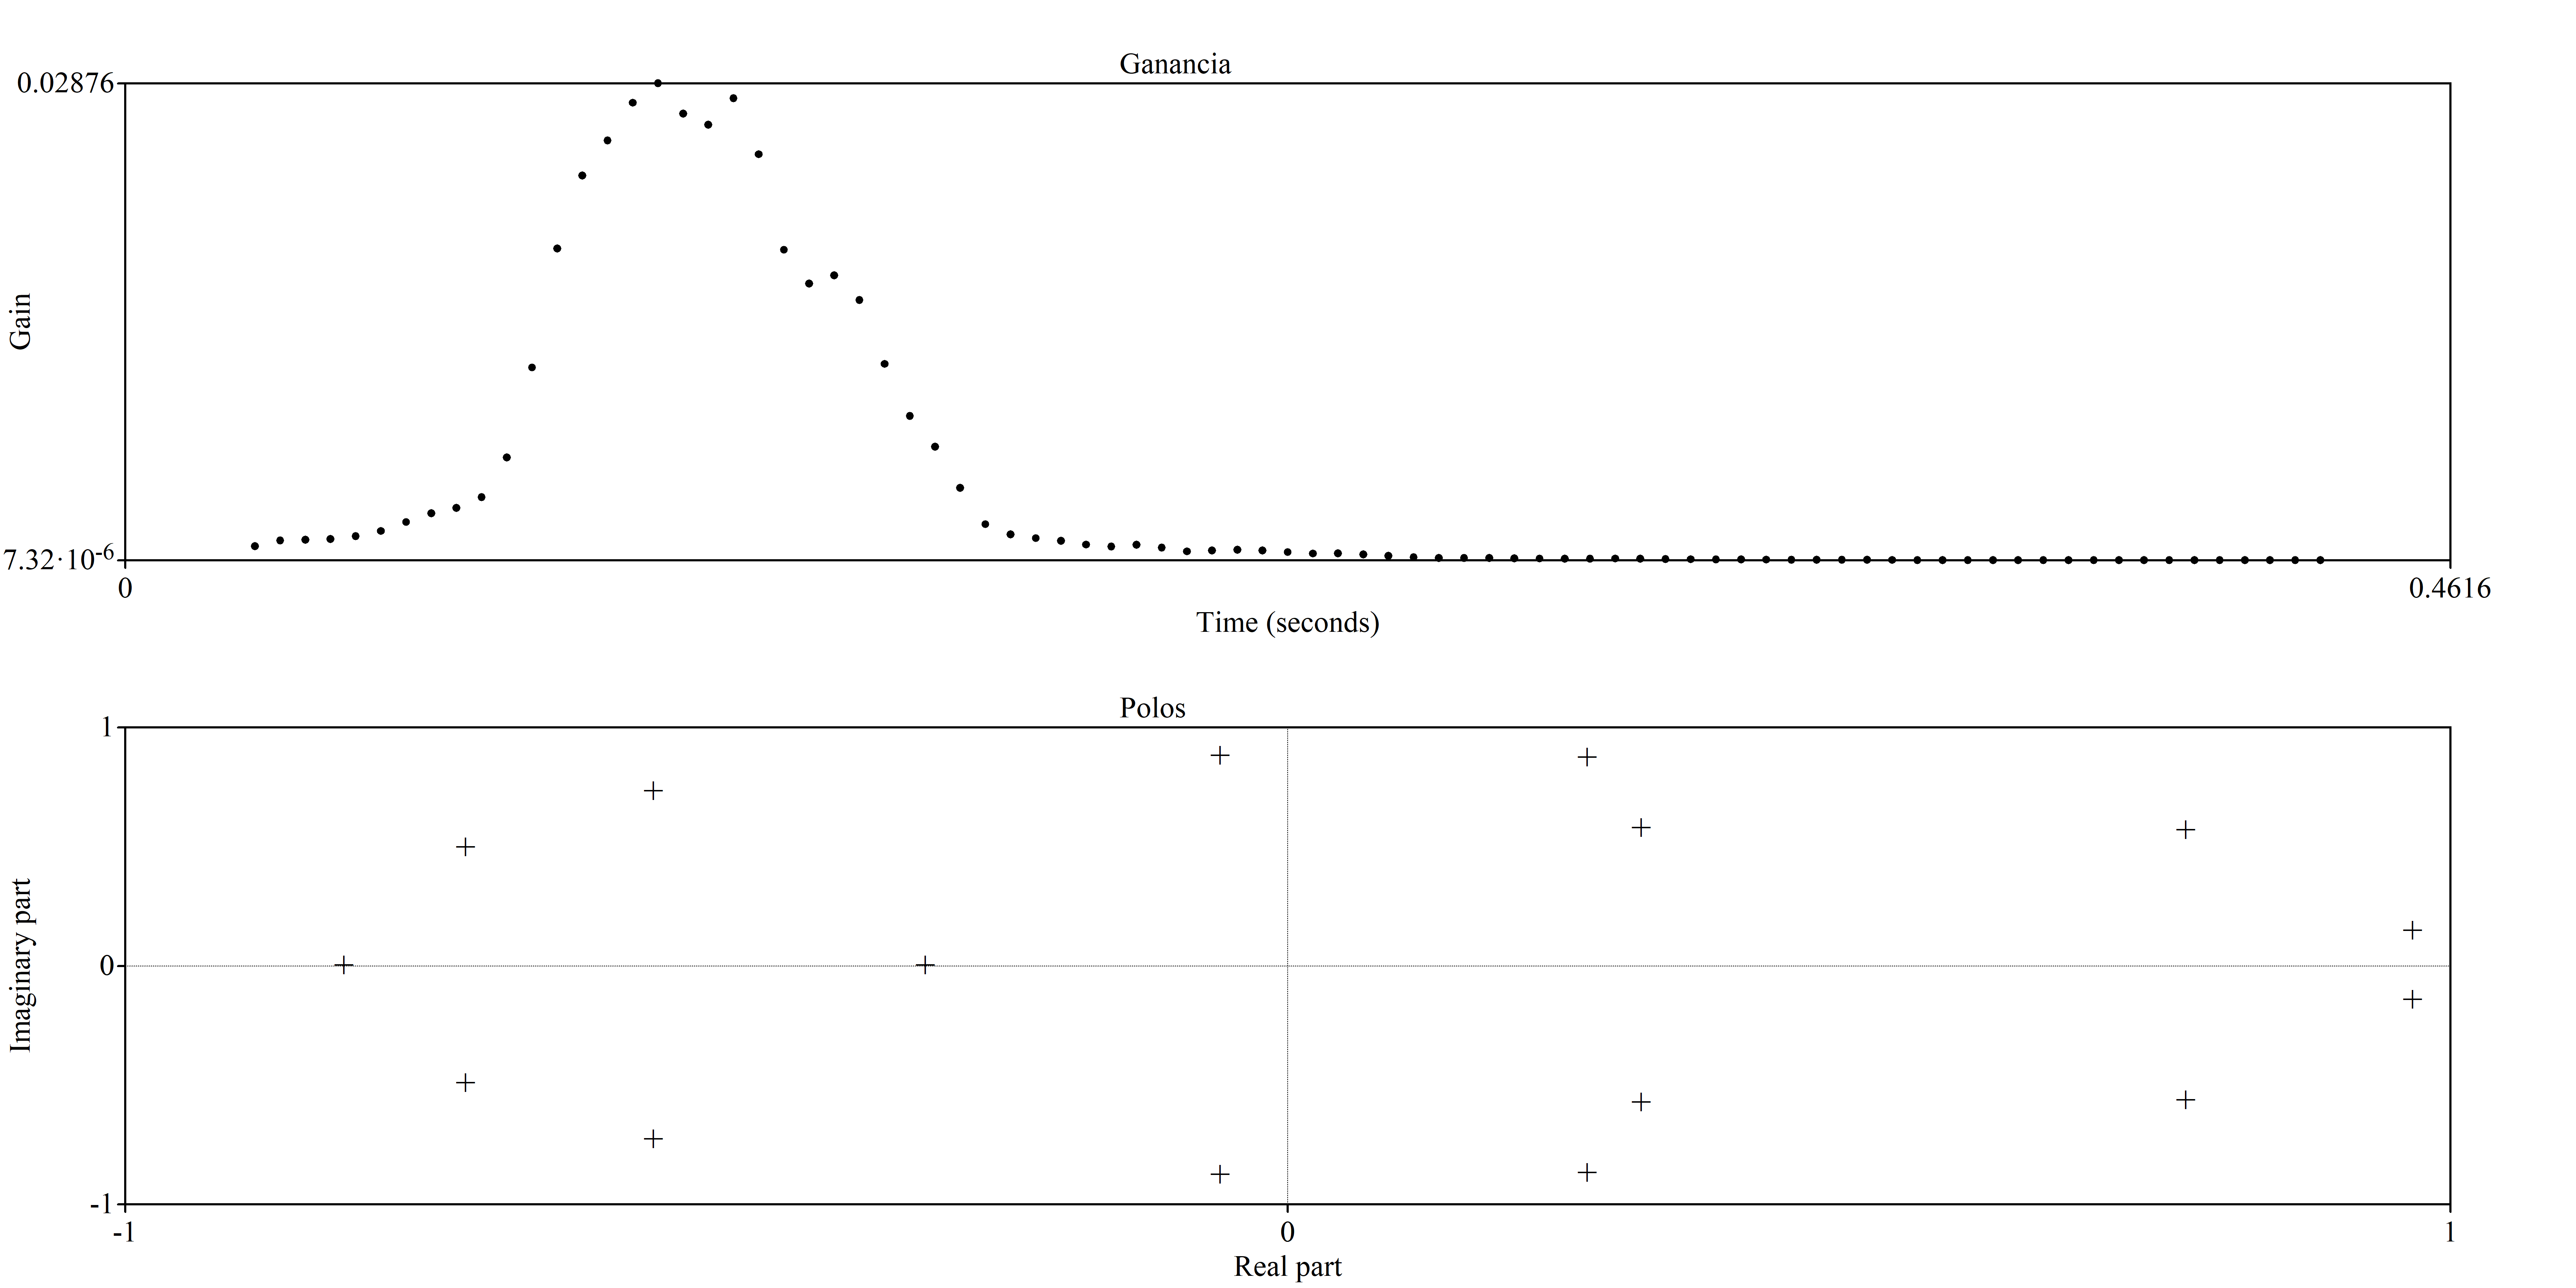 Ganancia
0.02876
Gain
7.32·10⁻⁶
0
0.4616
Time (seconds)
Polos
1
Imaginary part
0
-1
-1
0
1
Real part